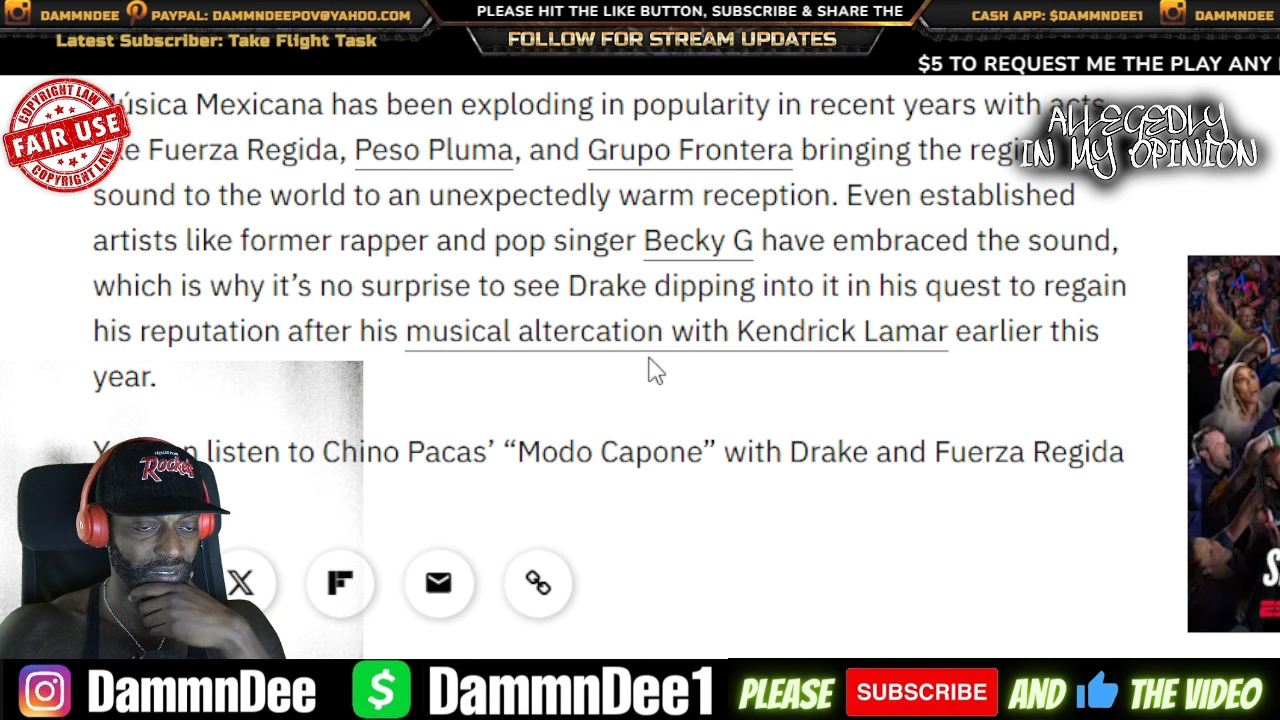 DAMMNDEE PAYPAL: DAMMNDEEPOV@YAHOO.COM PLEASE HIT THE LIKE BUTTON, SUBSCRIBE & SHARE THE CASH APP: $DAMMNDEE1 DAMMNDEE
Latest Subscriber: Take Flight Task FOLLOW FOR STREAM UPDATES
$5 TO REQUEST ME THE PLAY ANY
COPYRIGHT LAW
FAIR USE
COPYRIGHT LAW
ALLEGEDLY
IN MY OPINION
Música Mexicana has been exploding in popularity in recent years with acts
Fuerza Regida, Peso Pluma, and Grupo Frontera bringing the
sound to the world to an unexpectedly warm reception. Even established
artists like former rapper and pop singer Becky G have embraced the sound,
which is why it’s no surprise to see Drake dipping into it in his quest to regain
his reputation after his musical altercation with Kendrick Lamar earlier this
year.
listen to Chino Pacas’ “Modo Capone” with Drake and Fuerza Regida
HOUSTON
Rockets
DammnDee DammnDee1 PLEASE SUBSCRIBE AND THE VIDEO